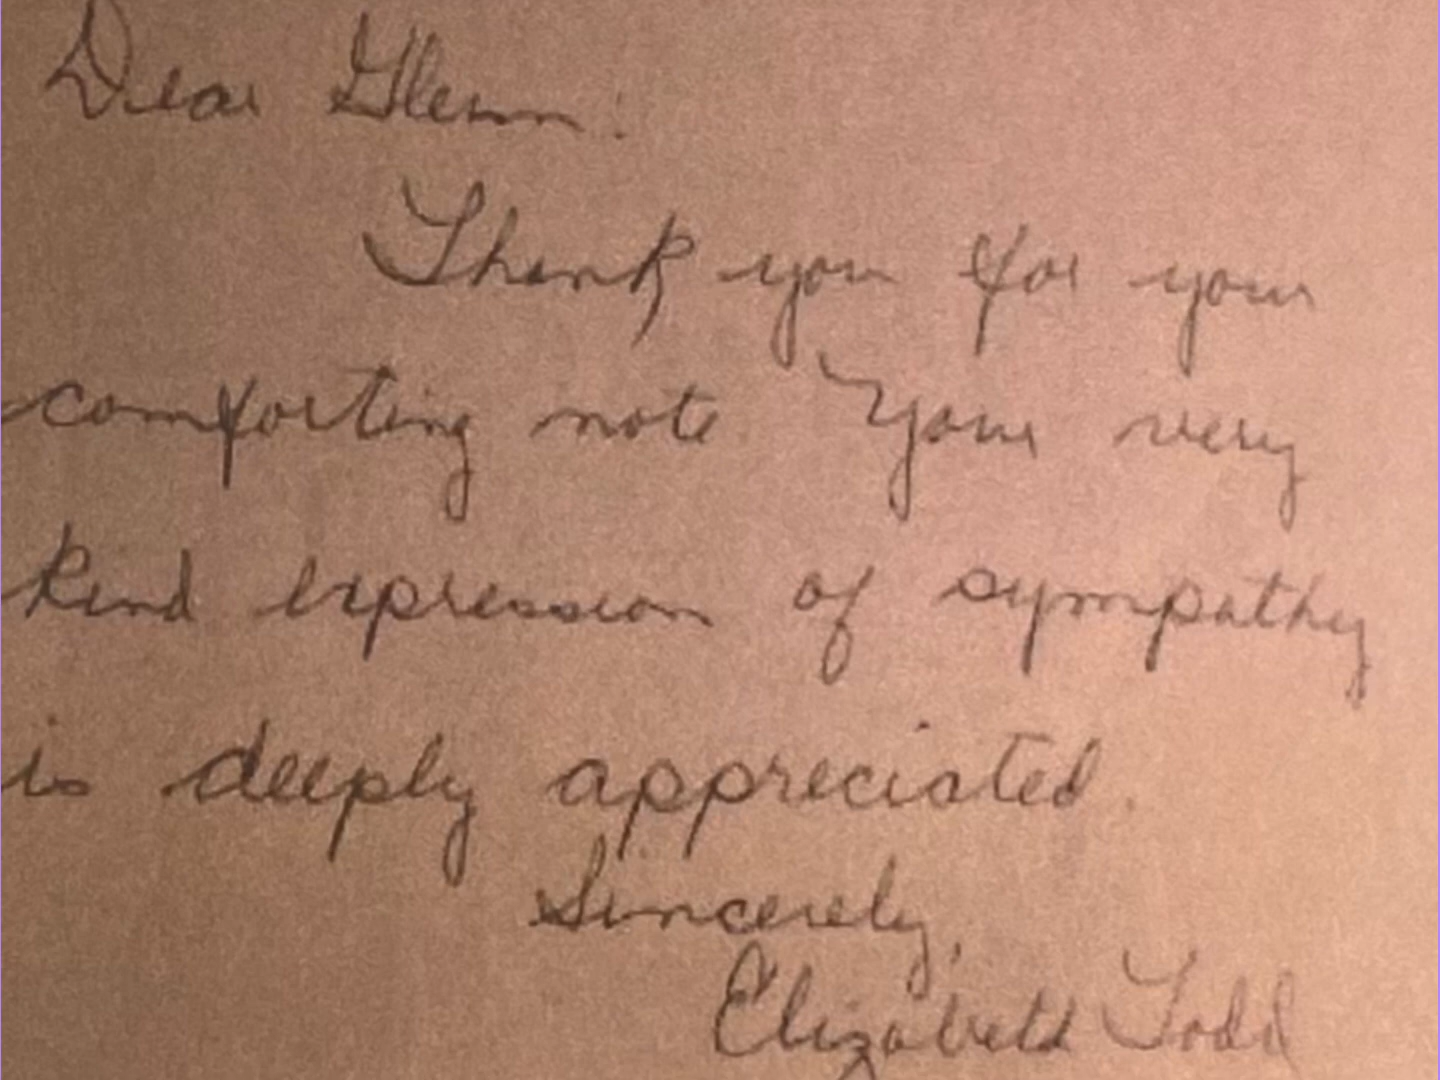 Dear Glenn:
Thank you for your
comforting note. Your very
kind expression of sympathy
is deeply appreciated.
Sincerely,
Elizabeth Todd